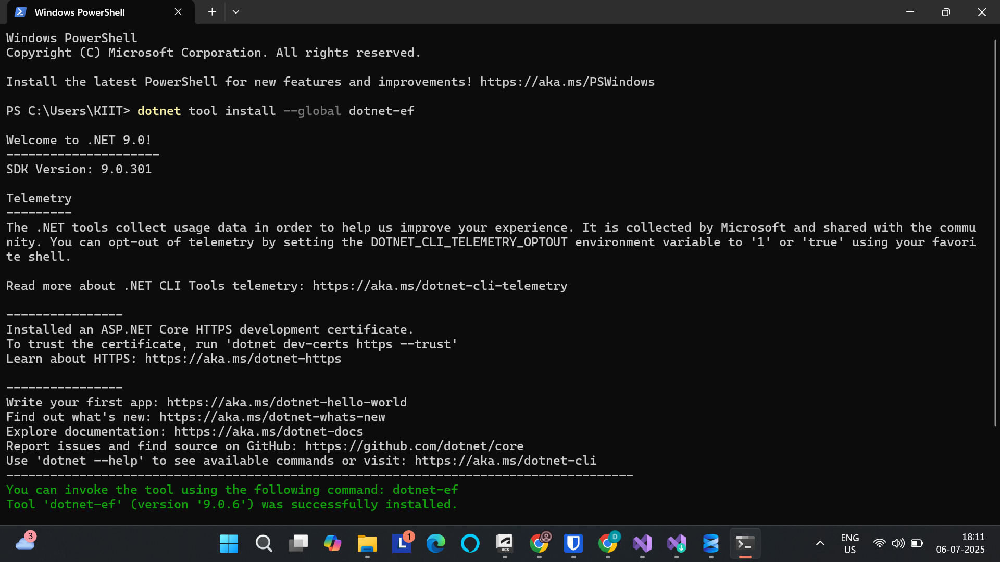 Windows PowerShell
Windows PowerShell
Copyright (C) Microsoft Corporation. All rights reserved.
Install the latest PowerShell for new features and improvements! https://aka.ms/PSWindows
PS C:\Users\KIIT> dotnet tool install --global dotnet-ef
Welcome to .NET 9.0!
---------------------
SDK Version: 9.0.301
Telemetry
---------
The .NET tools collect usage data in order to help us improve your experience. It is collected by Microsoft and shared with the commu
nity. You can opt-out of telemetry by setting the DOTNET_CLI_TELEMETRY_OPTOUT environment variable to '1' or 'true' using your favori
te shell.
Read more about .NET CLI Tools telemetry: https://aka.ms/dotnet-cli-telemetry
----------------
Installed an ASP.NET Core HTTPS development certificate.
To trust the certificate, run 'dotnet dev-certs https --trust'
Learn about HTTPS: https://aka.ms/dotnet-https
----------------
Write your first app: https://aka.ms/dotnet-hello-world
Find out what's new: https://aka.ms/dotnet-whats-new
Explore documentation: https://aka.ms/dotnet-docs
Report issues and find source on GitHub: https://github.com/dotnet/core
Use 'dotnet --help' to see available commands or visit: https://aka.ms/dotnet-cli
--------------------------------------------------------------------------------------
You can invoke the tool using the following command: dotnet-ef
Tool 'dotnet-ef' (version '9.0.6') was successfully installed.
3
L 1
ACS
D
ENG
US
18:11
06-07-2025